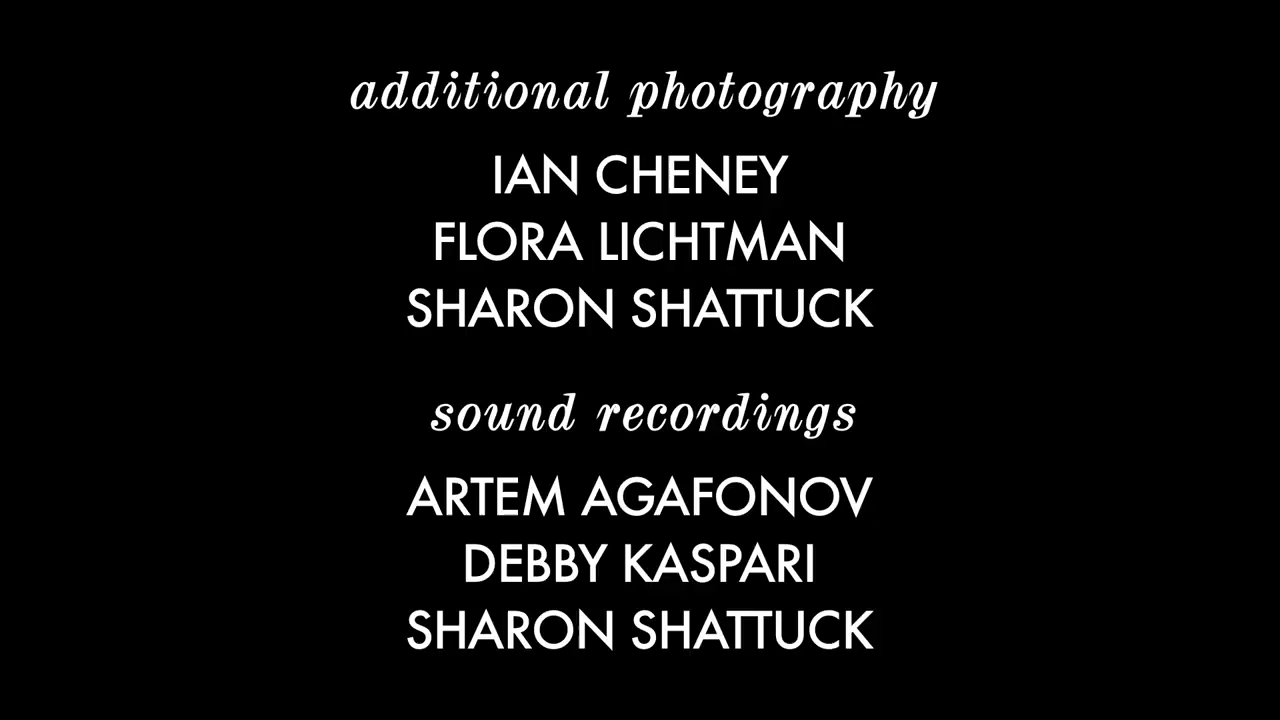 additional photography
IAN CHENEY
FLORA LICHTMAN
SHARON SHATTUCK
sound recordings
ARTEM AGAFONOV
DEBBY KASPARI
SHARON SHATTUCK